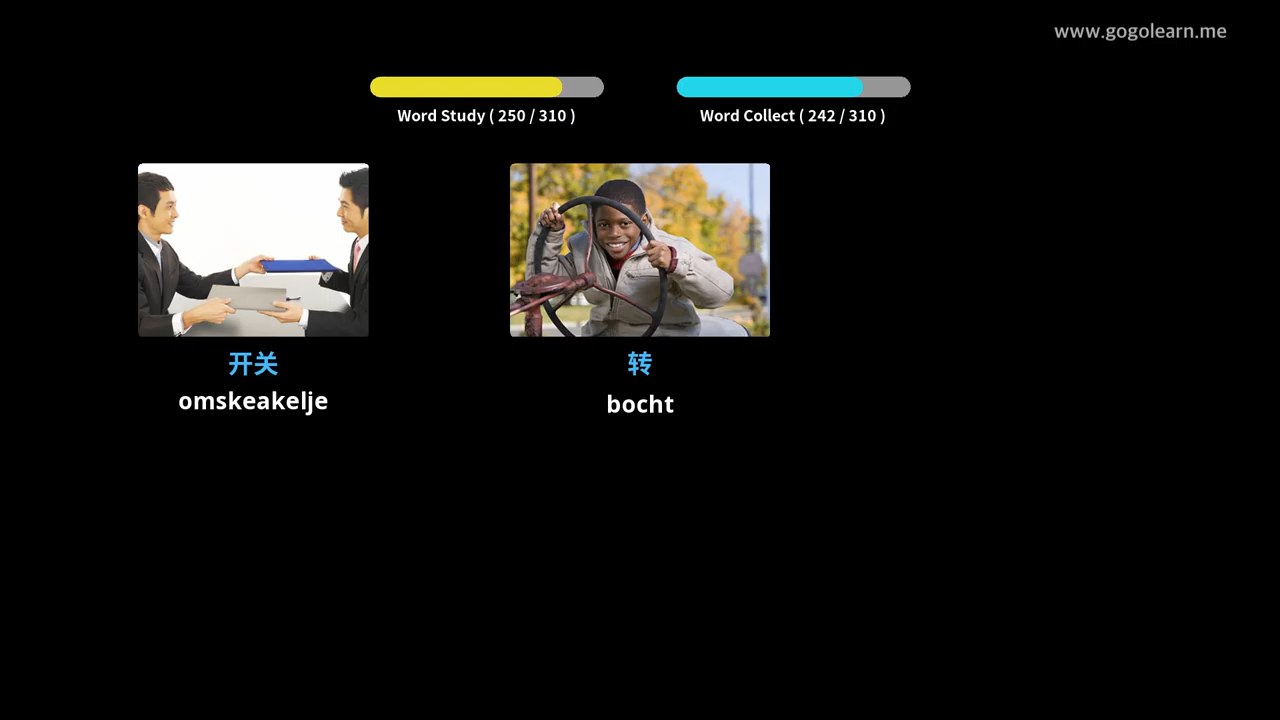 www.gogolearn.me
Word Study ( 250 / 310 )
Word Collect ( 242 / 310 )
开关
omskeakelje
转
bocht